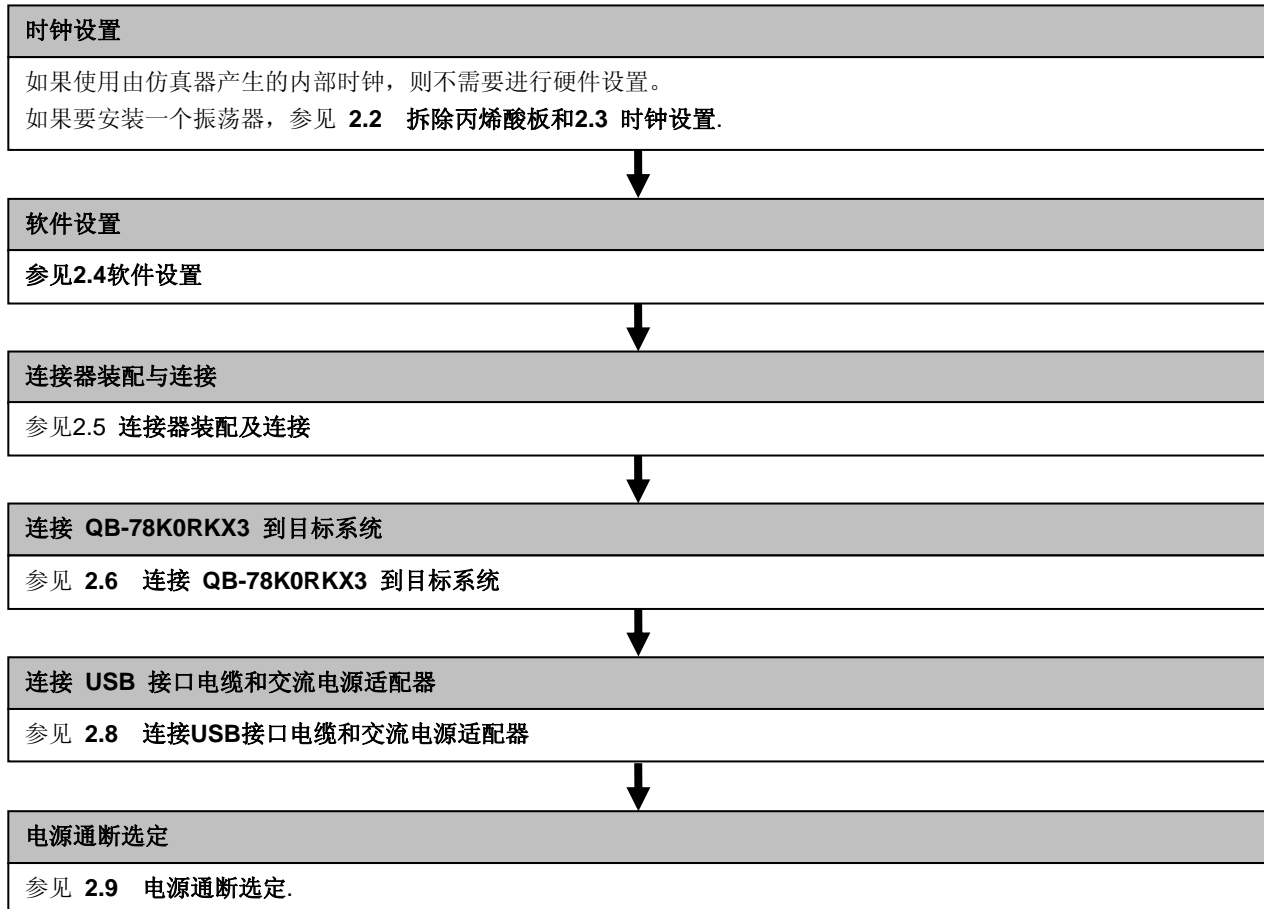 时钟设置
如果使用由仿真器产生的内部时钟，则不需要进行硬件设置。
如果要安装一个振荡器，参见 2.2 拆除丙烯酸板和2.3 时钟设置.
软件设置
参见2.4软件设置
连接器装配与连接
参见2.5 连接器装配及连接
连接 QB-78K0RKX3 到目标系统
参见 2.6 连接 QB-78K0RKX3 到目标系统
连接 USB 接口电缆和交流电源适配器
参见 2.8 连接USB接口电缆和交流电源适配器
电源通断选定
参见 2.9 电源通断选定.